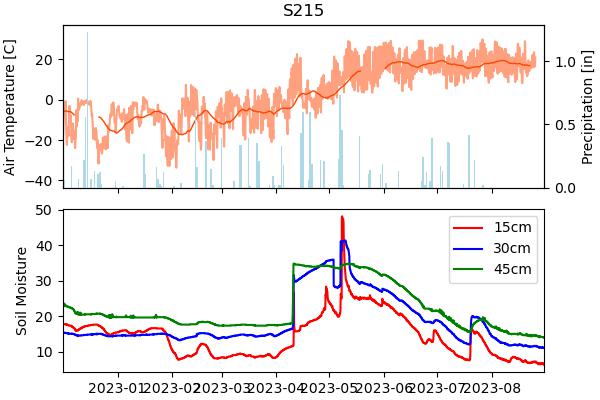 S215
Air Temperature [C]
20
0
−20
−40
Precipitation [in]
1.0
0.5
0.0
Soil Moisture
50
40
30
20
10
15cm
30cm
45cm
2023-01 2023-02 2023-03 2023-04 2023-05 2023-06 2023-07 2023-08